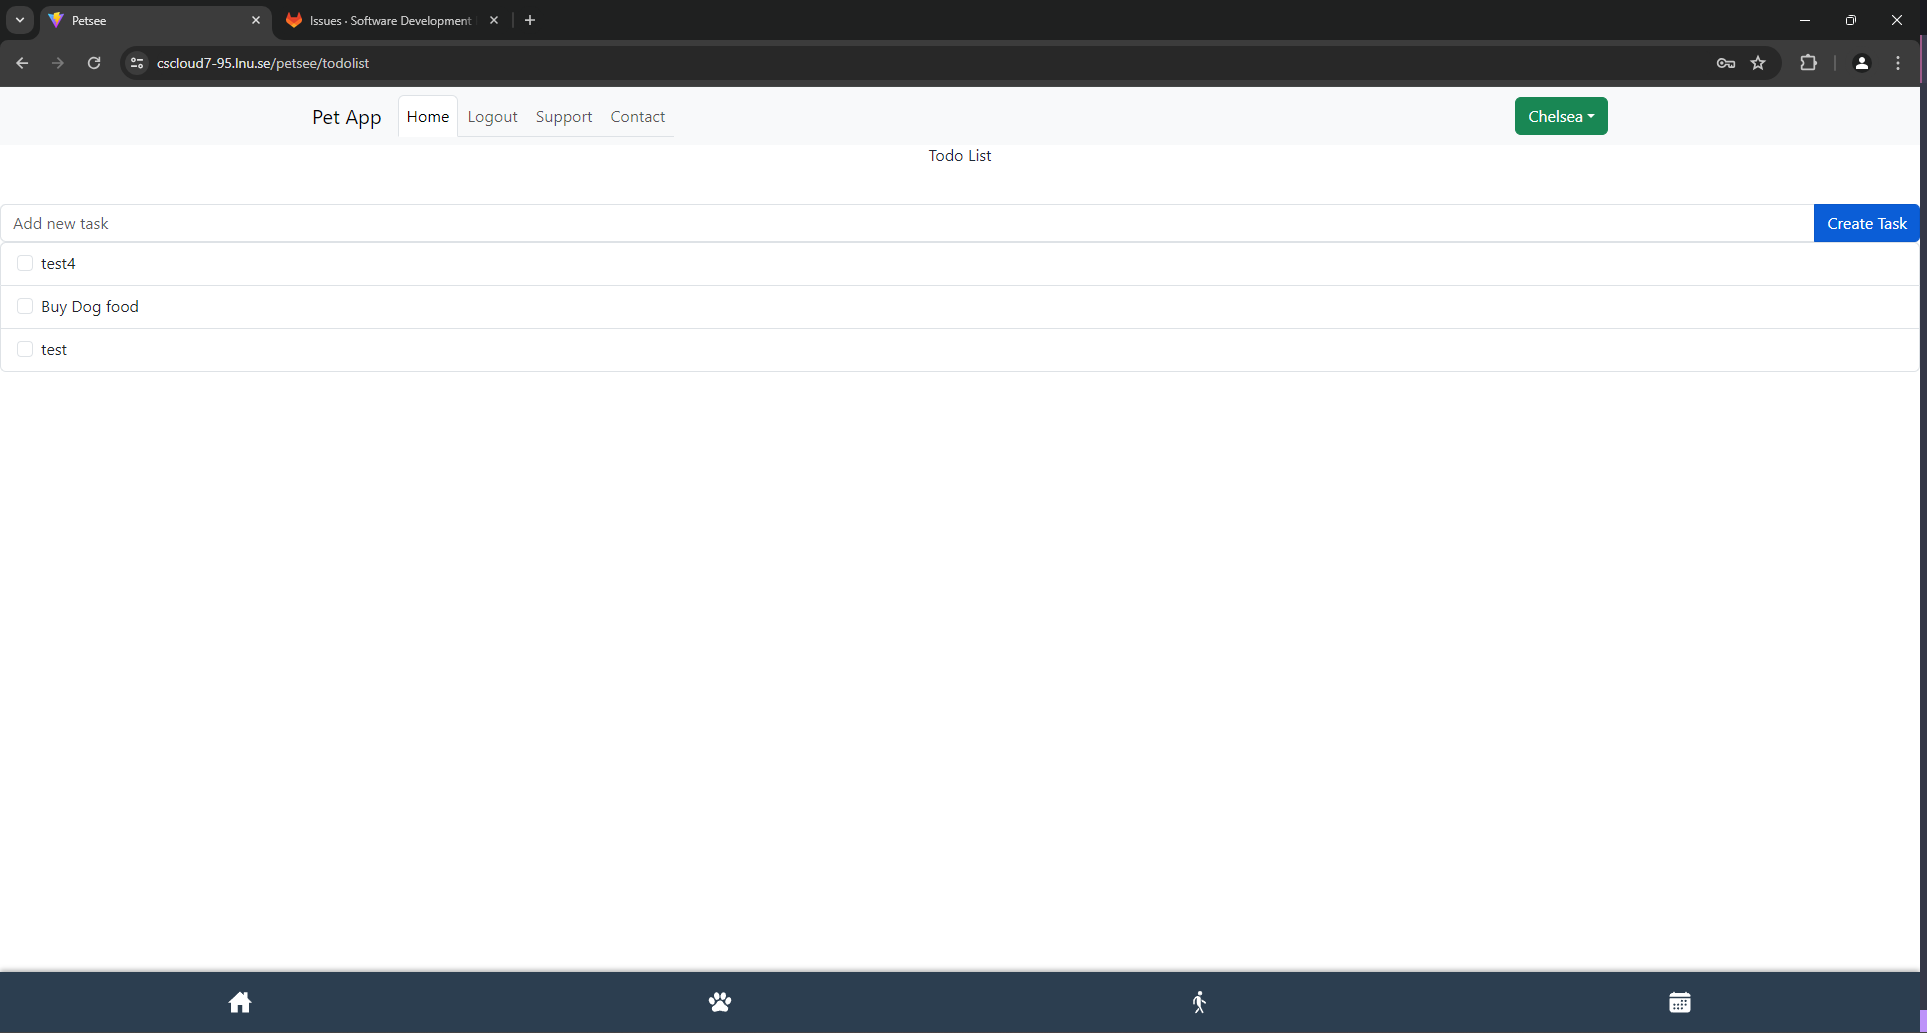 Petsee
Issues · Software Development
cscloud7-95.lnu.se/petsee/todolist
Pet App Home Logout Support Contact Chelsea
Todo List
Add new task Create Task
test4
Buy Dog food
test